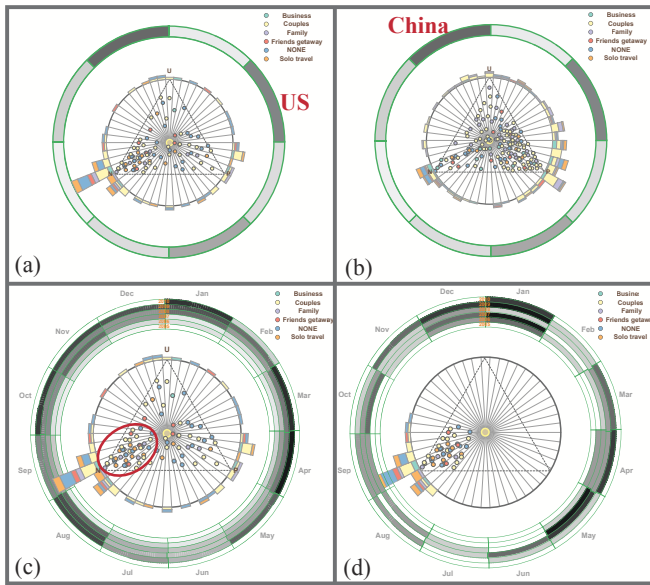 China
Business
Couples
Family
Friends getaway
NONE
Solo travel
U
US
N
P
(a)
Business
Couples
Family
Friends getaway
NONE
Solo travel
U
N
P
(b)
Dec
Jan
Business
Couples
Family
Friends getaway
NONE
Solo travel
Nov
Feb
U
Oct
Mar
Sep
Apr
P
Aug
May
Jul
Jun
(c)
Dec
Jan
Busine
Couples
Family
Friends getaway
NONE
Solo travel
Nov
Feb
Oct
Mar
Sep
Apr
Aug
May
Jul
Jun
(d)